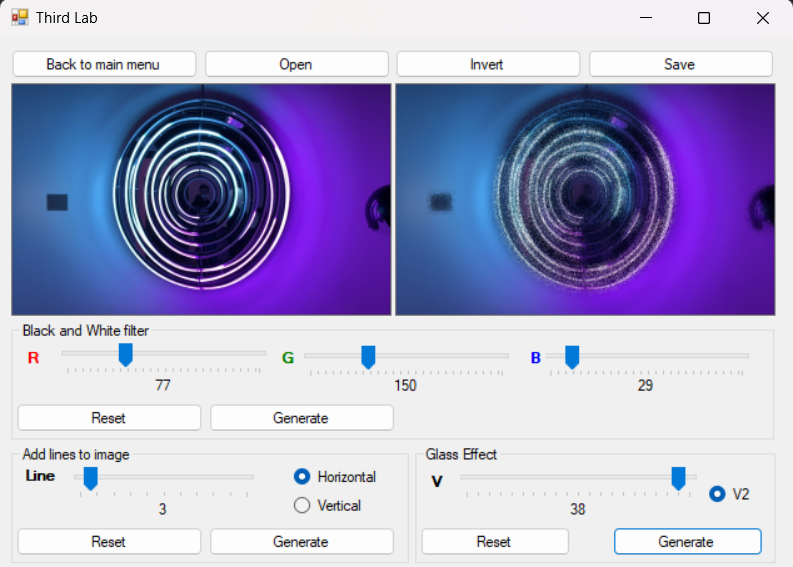 Third Lab
Back to main menu Open Invert Save
Black and White filter
R G B
77 150 29
Reset Generate
Add lines to image Glass Effect
Line Horizontal V V2
3 Vertical 38
Reset Generate Reset Generate